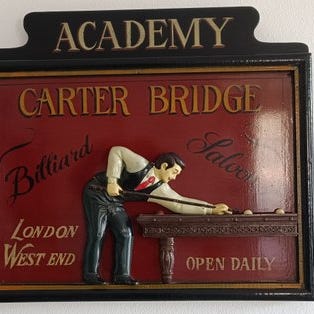 ACADEMY
CARTER BRIDGE
Billiard Saloon
LONDON
WEST END
OPEN DAILY